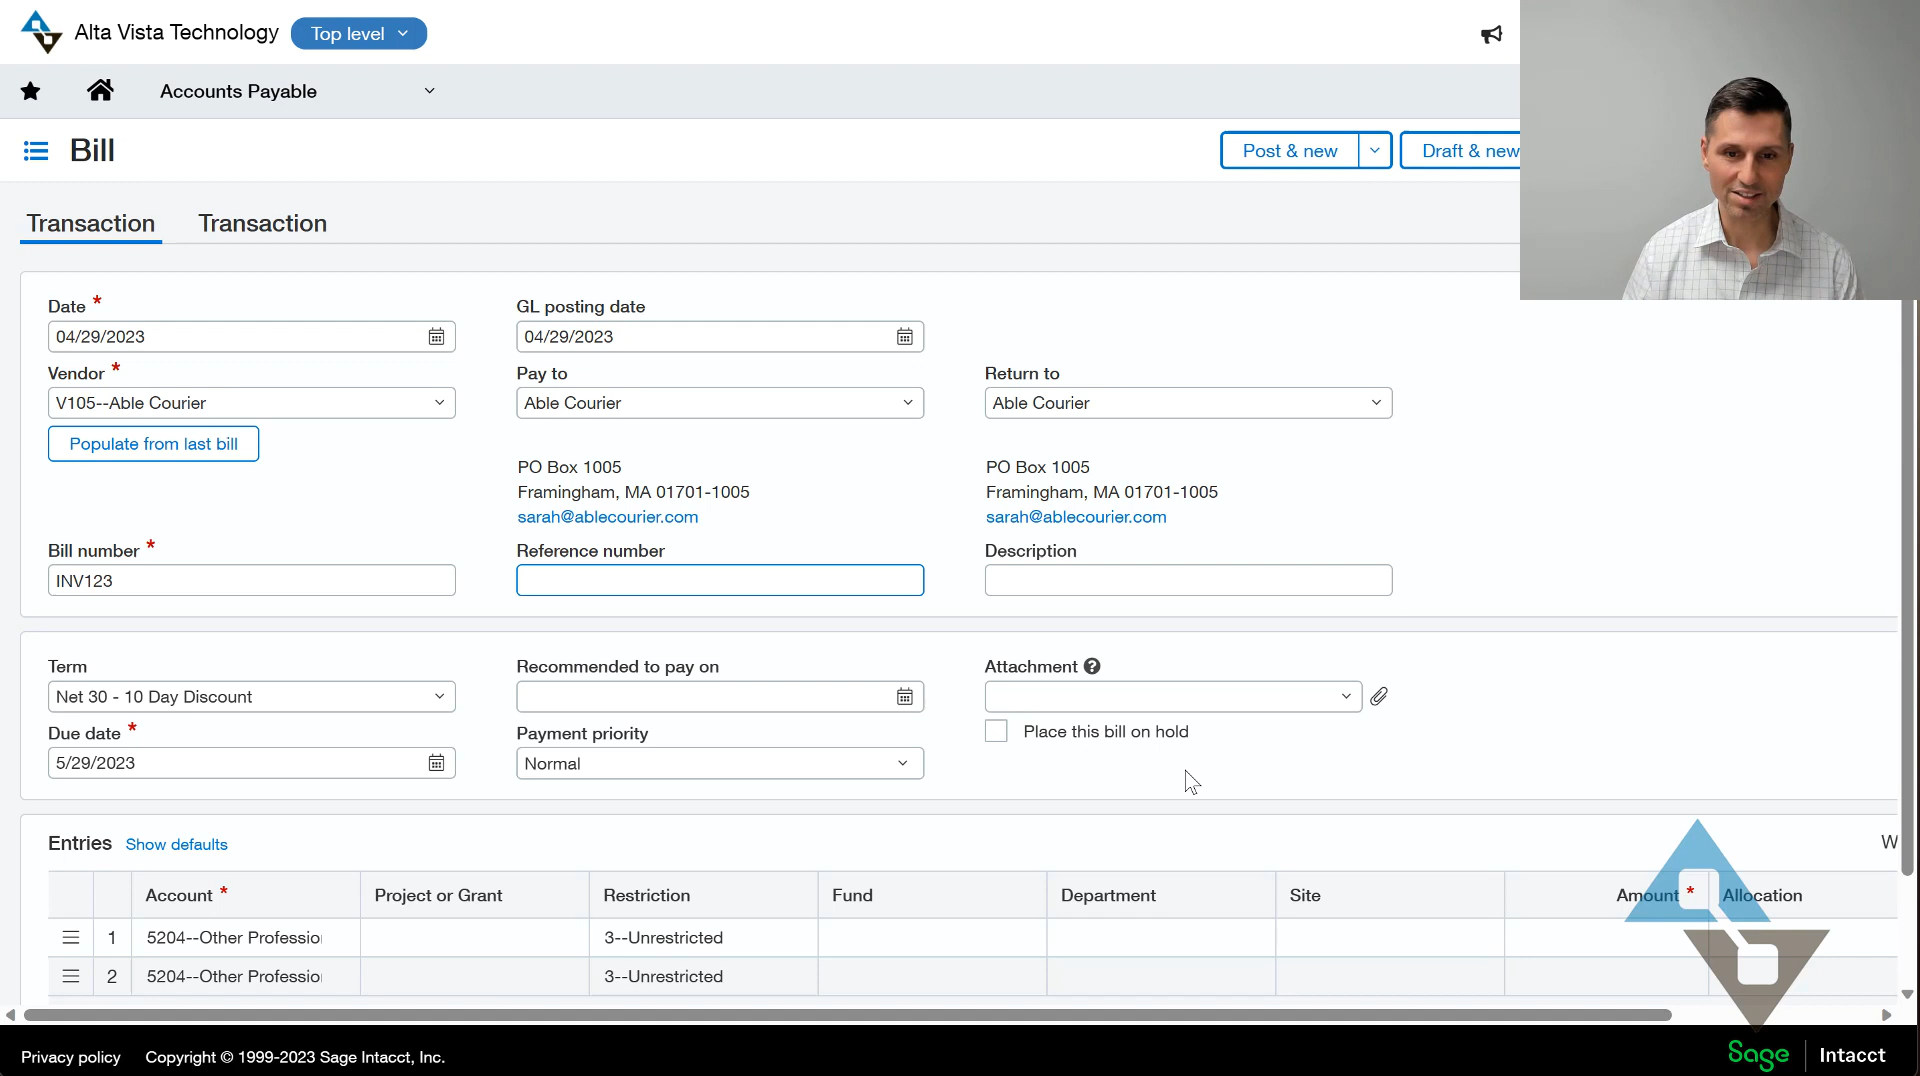 Alta Vista Technology Top level
Accounts Payable
Bill Post & new Draft & new
Transaction Transaction
Date * GL posting date
04/29/2023 04/29/2023
Vendor * Pay to Return to
V105--Able Courier Able Courier Able Courier
Populate from last bill
PO Box 1005 PO Box 1005
Framingham, MA 01701-1005 Framingham, MA 01701-1005
sarah@ablecourier.com sarah@ablecourier.com
Bill number * Reference number Description
INV123
Term Recommended to pay on Attachment ?
Net 30 - 10 Day Discount
Due date * Payment priority Place this bill on hold
5/29/2023 Normal
Entries Show defaults W
Account * Project or Grant Restriction Fund Department Site Amount * Allocation
1 5204--Other Professio 3--Unrestricted
2 5204--Other Professio 3--Unrestricted
Privacy policy Copyright © 1999-2023 Sage Intacct, Inc. Sage Intacct